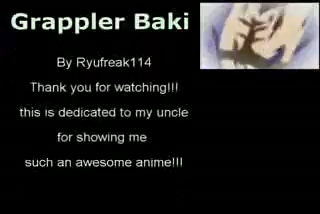 Grappler Baki
By Ryufreak114
Thank you for watching!!!
this is dedicated to my uncle
for showing me
such an awesome anime!!!